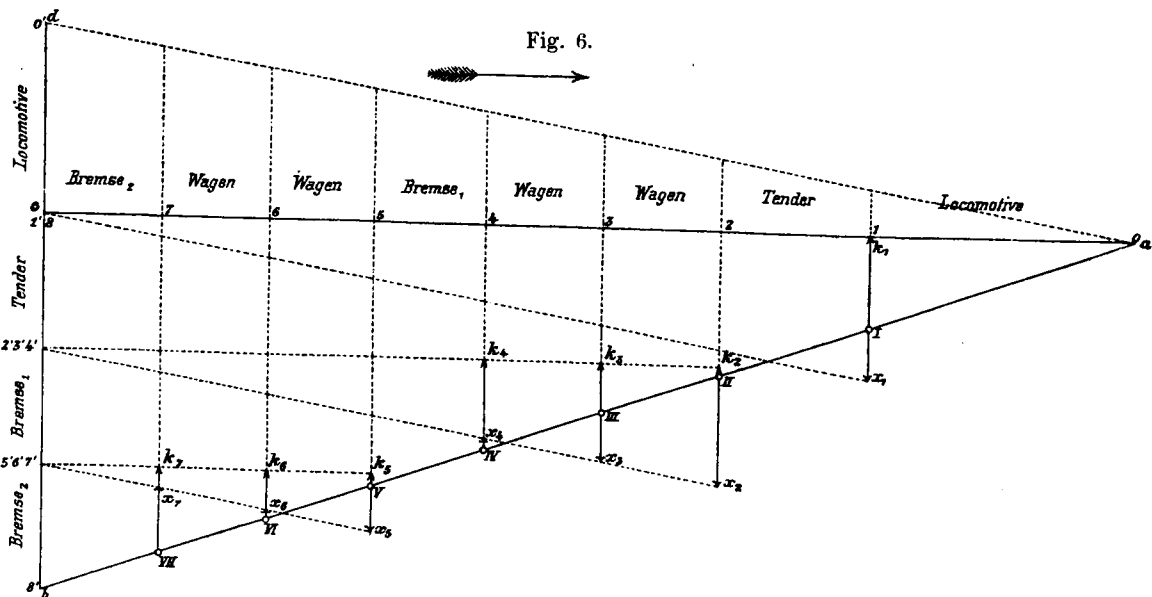 Fig. 6.
0' d
Locomotive
Bremse₂ Wagen Wagen Bremse₁ Wagen Wagen Tender Locomotive
c 1' 8 7 6 5 4 3 2 1 0 a
k₁
Tender
I
2'3'4' k₄ k₃ k₂
II x₁
Bremse₁
III
x₄
IV x₃
5'6'7' k₇ k₆ k₅
x₇ V x₂
x₆
Bremse₂
VI x₅
VII
8' b